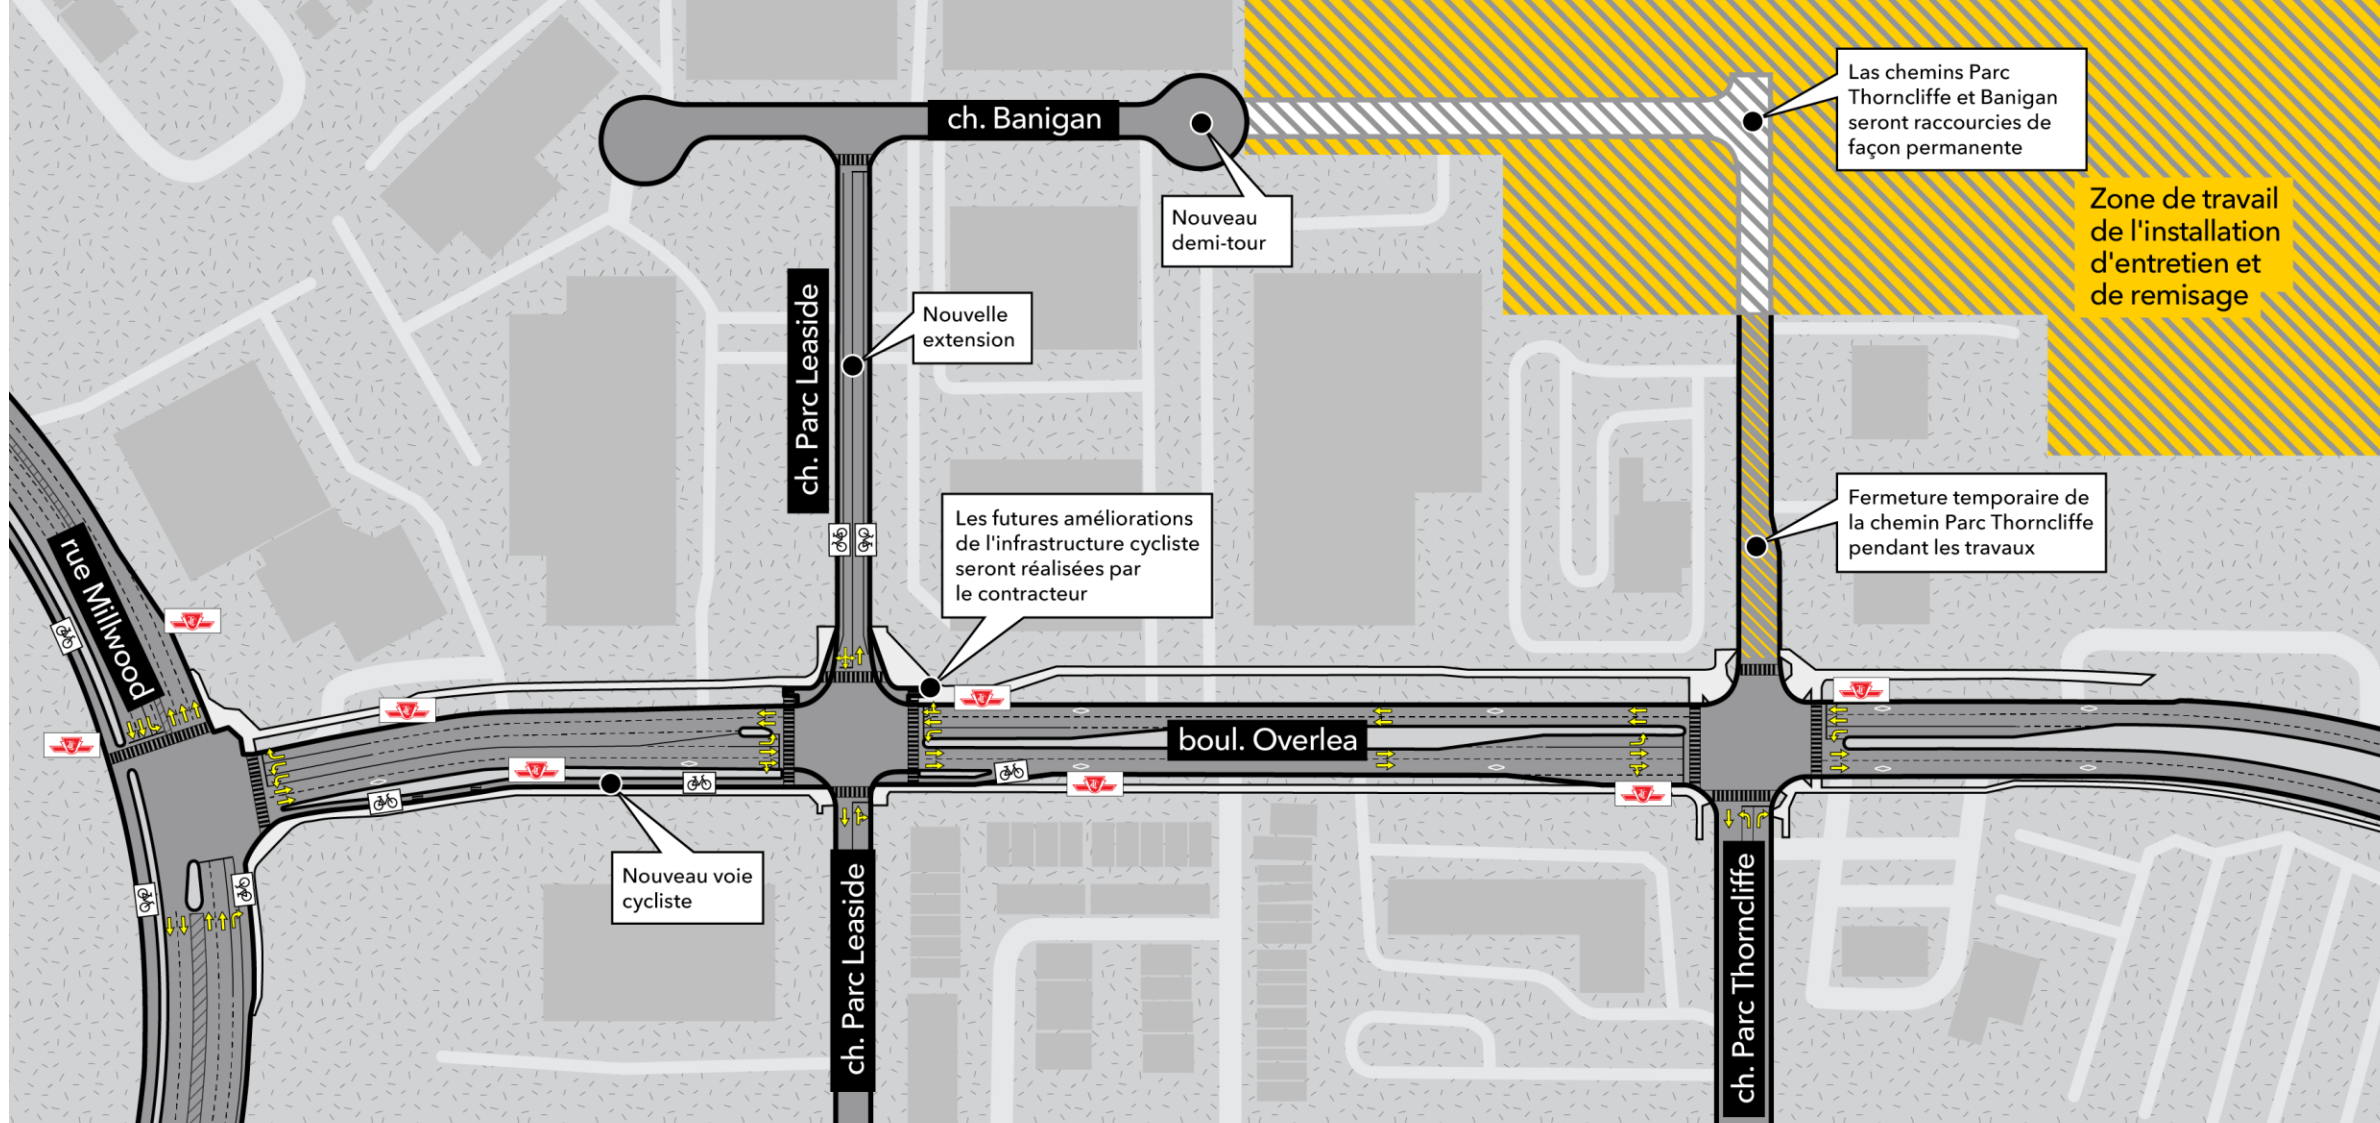 ch. Banigan
Las chemins Parc
Thorncliffe et Banigan
seront raccourcies de
façon permanente
Nouveau
demi-tour
Zone de travail
de l'installation
d'entretien et
de remisage
ch. Parc Leaside
Nouvelle
extension
Les futures améliorations
de l'infrastructure cycliste
seront réalisées par
le contracteur
Fermeture temporaire de
la chemin Parc Thorncliffe
pendant les travaux
rue Millwood
boul. Overlea
Nouveau voie
cycliste
ch. Parc Leaside
ch. Parc Thorncliffe